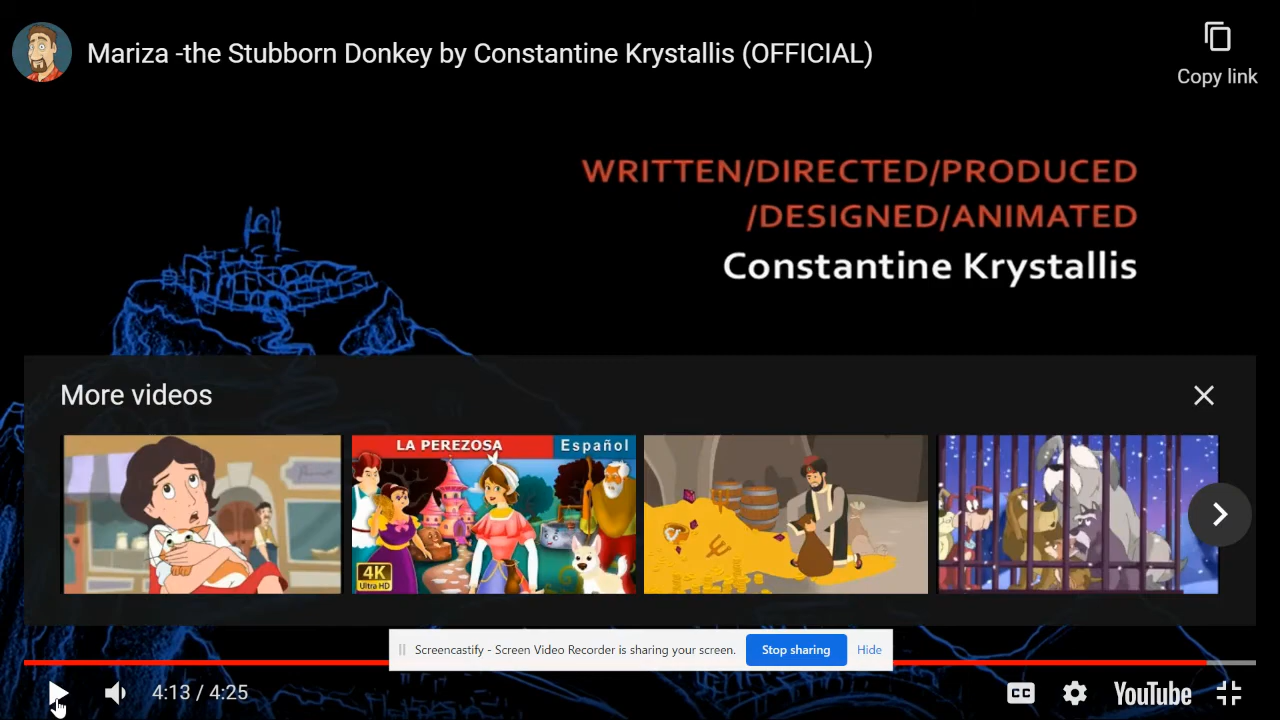 Mariza -the Stubborn Donkey by Constantine Krystallis (OFFICIAL)
Copy link
WRITTEN/DIRECTED/PRODUCED
/DESIGNED/ANIMATED
Constantine Krystallis
More videos
LA PEREZOSA
Español
4K
Ultra HD
Screencastify - Screen Video Recorder is sharing your screen.
Stop sharing
Hide
4:13 / 4:25
CC
YouTube